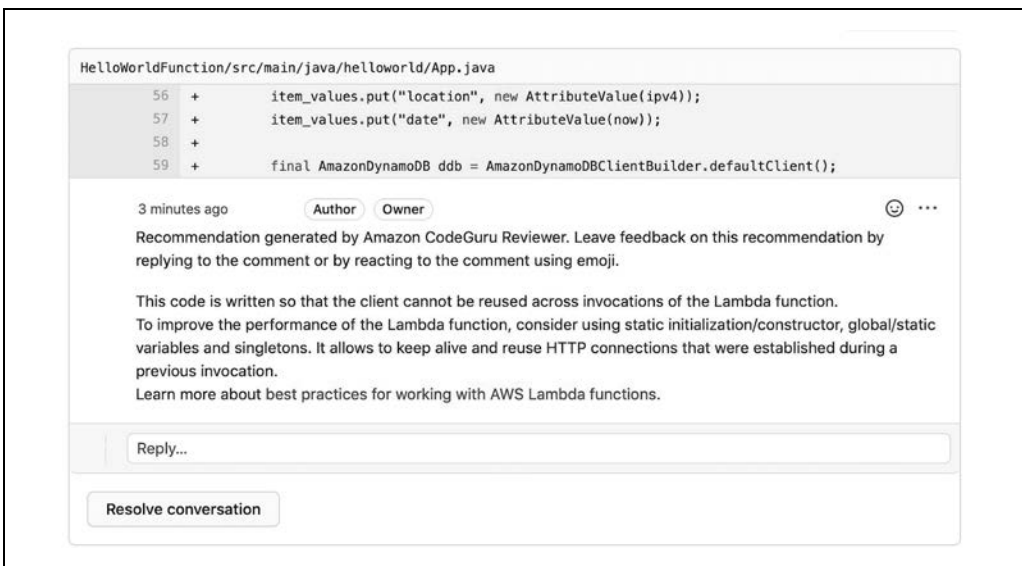 HelloWorldFunction/src/main/java/helloworld/App.java
56 + item_values.put("location", new AttributeValue(ipv4));
57 + item_values.put("date", new AttributeValue(now));
58 +
59 + final AmazonDynamoDB ddb = AmazonDynamoDBClientBuilder.defaultClient();
3 minutes ago Author Owner
Recommendation generated by Amazon CodeGuru Reviewer. Leave feedback on this recommendation by
replying to the comment or by reacting to the comment using emoji.
This code is written so that the client cannot be reused across invocations of the Lambda function.
To improve the performance of the Lambda function, consider using static initialization/constructor, global/static
variables and singletons. It allows to keep alive and reuse HTTP connections that were established during a
previous invocation.
Learn more about best practices for working with AWS Lambda functions.
Reply...
Resolve conversation